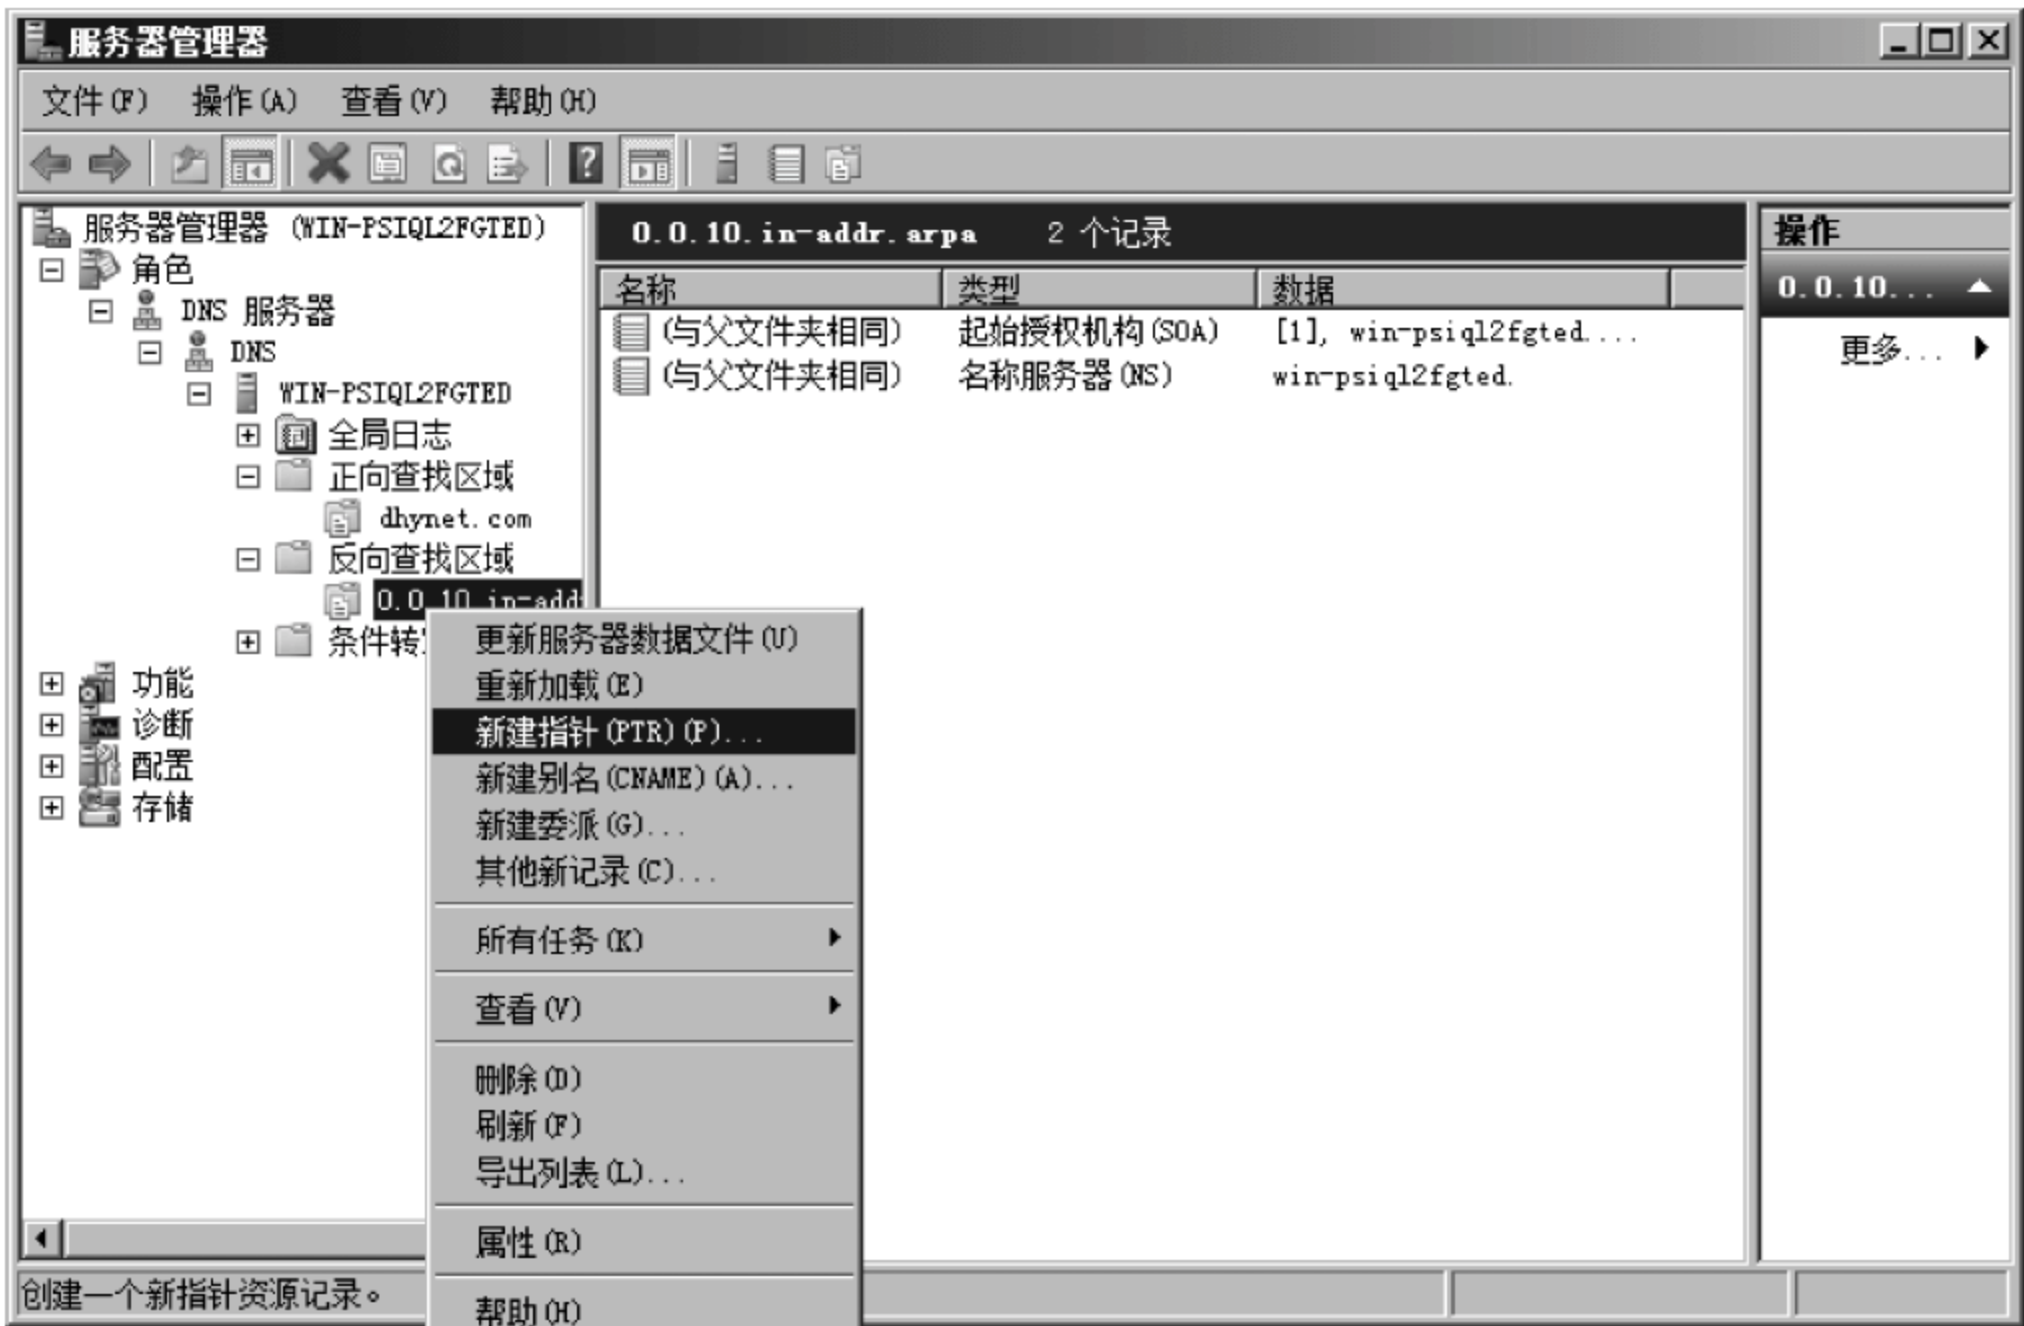 服务器管理器
文件(F) 操作(A) 查看(V) 帮助(H)
服务器管理器 (WIN-PSIQL2FGTED)
角色
DNS 服务器
DNS
WIN-PSIQL2FGTED
全局日志
正向查找区域
dhynet.com
反向查找区域
0.0.10.in-add
条件转
功能
诊断
配置
存储
0.0.10.in-addr.arpa 2 个记录
名称 类型 数据
(与父文件夹相同) 起始授权机构(SOA) [1], win-psiql2fgted....
(与父文件夹相同) 名称服务器(NS) win-psiql2fgted.
操作
0.0.10...
更多...
更新服务器数据文件(U)
重新加载(E)
新建指针(PTR)(P)...
新建别名(CNAME)(A)...
新建委派(G)...
其他新记录(C)...
所有任务(K)
查看(V)
删除(D)
刷新(F)
导出列表(L)...
属性(R)
帮助(H)
创建一个新指针资源记录。